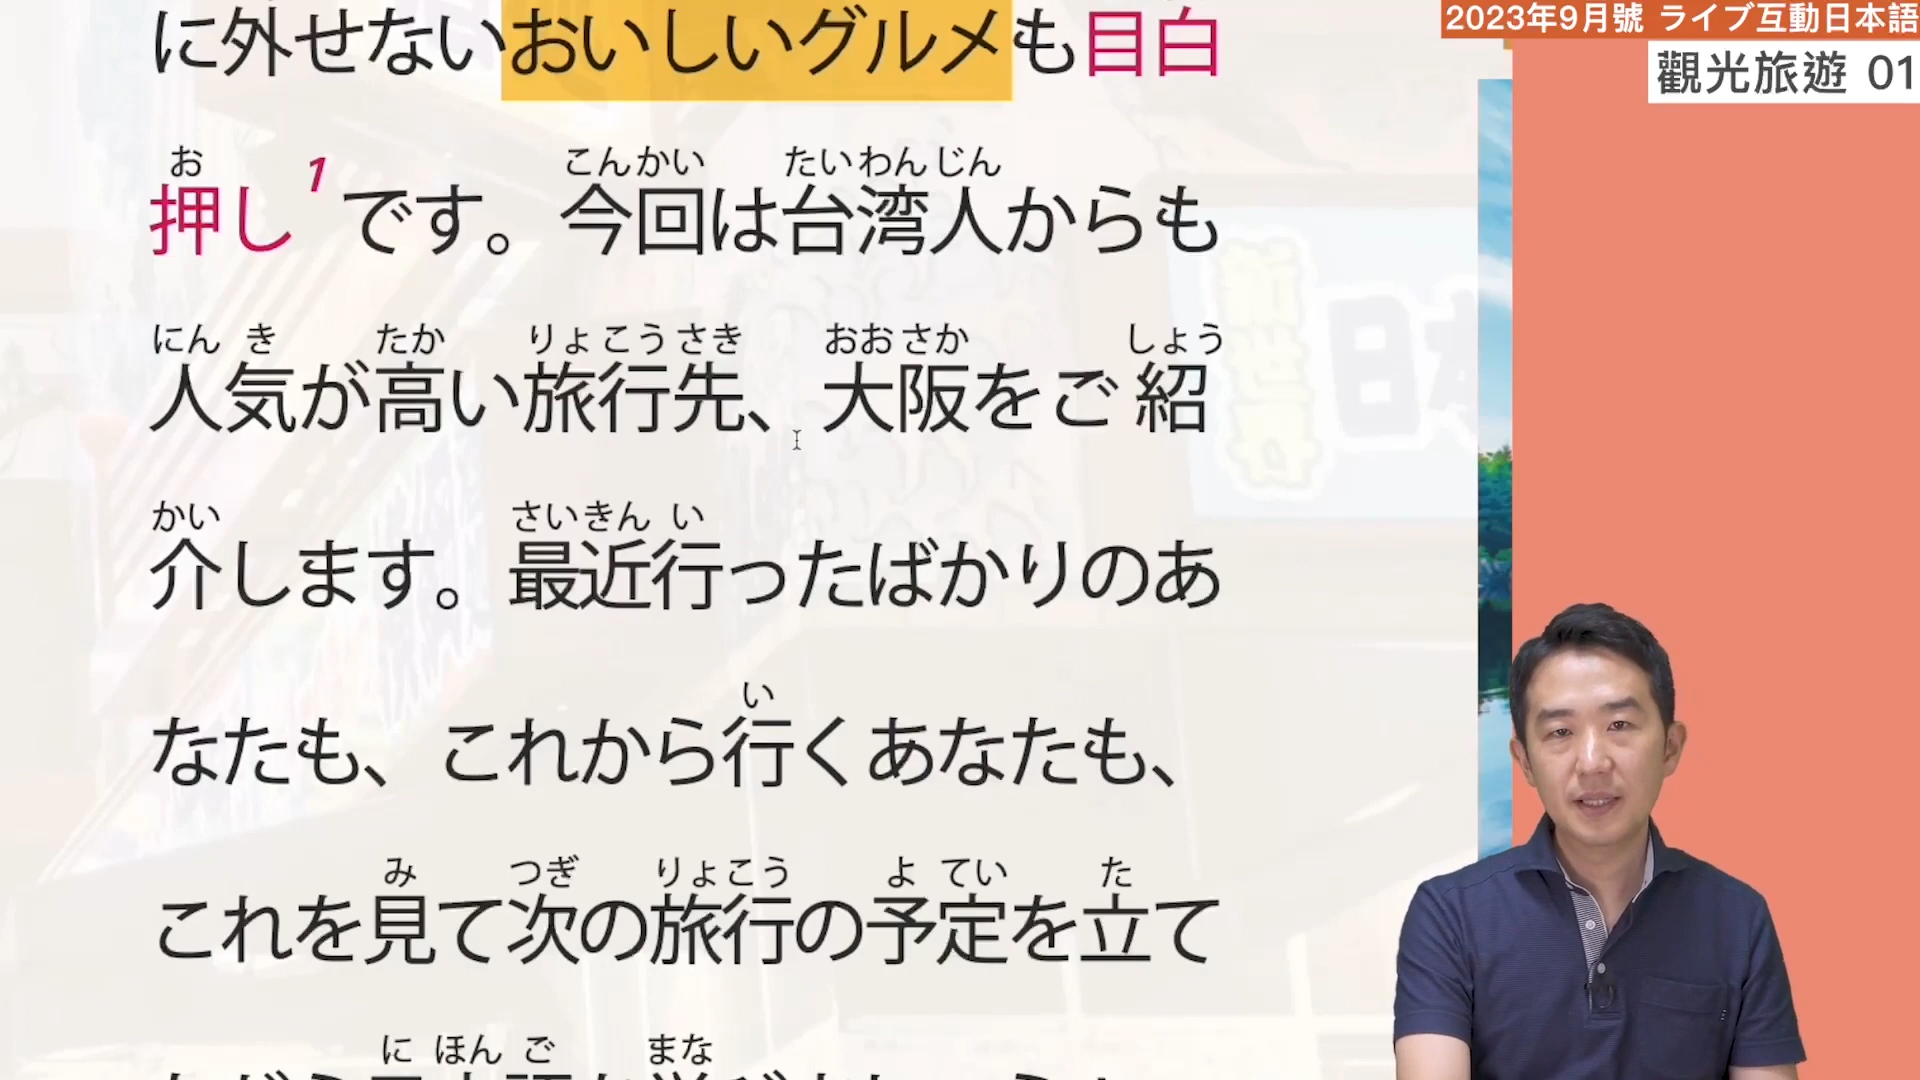 2023年9月號 ライブ互動日本語
觀光旅遊 01
に外せないおいしいグルメも目白
お こんかい たいわんじん
押し1です。今回は台湾人からも
にん き たか りょこうさき おおさか しょう
人気が高い旅行先、大阪をご紹
かい さいきん い
介します。最近行ったばかりのあ
い
なたも、これから行くあなたも、
み つぎ りょこう よ てい た
これを見て次の旅行の予定を立て
に ほん ご まな
新世界
日本